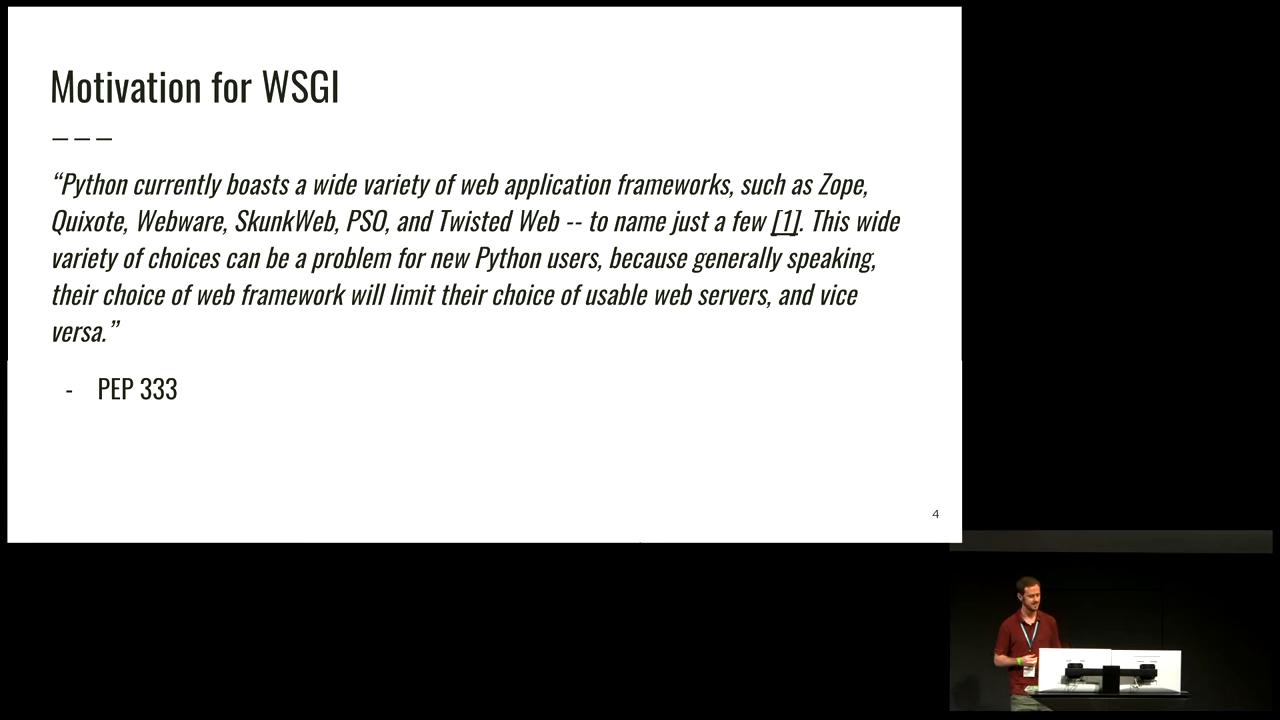 Motivation for WSGI
“Python currently boasts a wide variety of web application frameworks, such as Zope,
Quixote, Webware, SkunkWeb, PSO, and Twisted Web -- to name just a few [1]. This wide
variety of choices can be a problem for new Python users, because generally speaking,
their choice of web framework will limit their choice of usable web servers, and vice
versa.”
- PEP 333
4